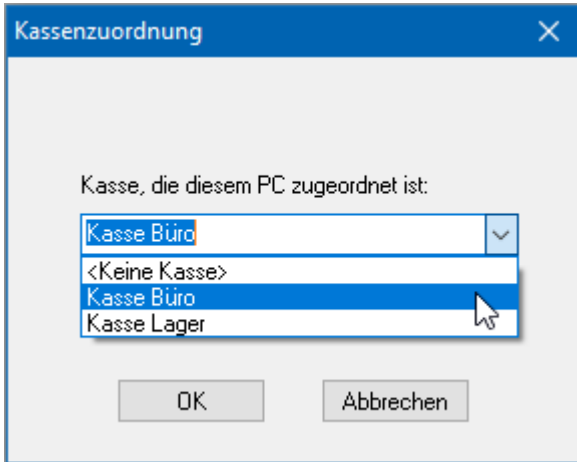 Kassenzuordnung
Kasse, die diesem PC zugeordnet ist:
Kasse Büro
<Keine Kasse>
Kasse Büro
Kasse Lager
OK Abbrechen